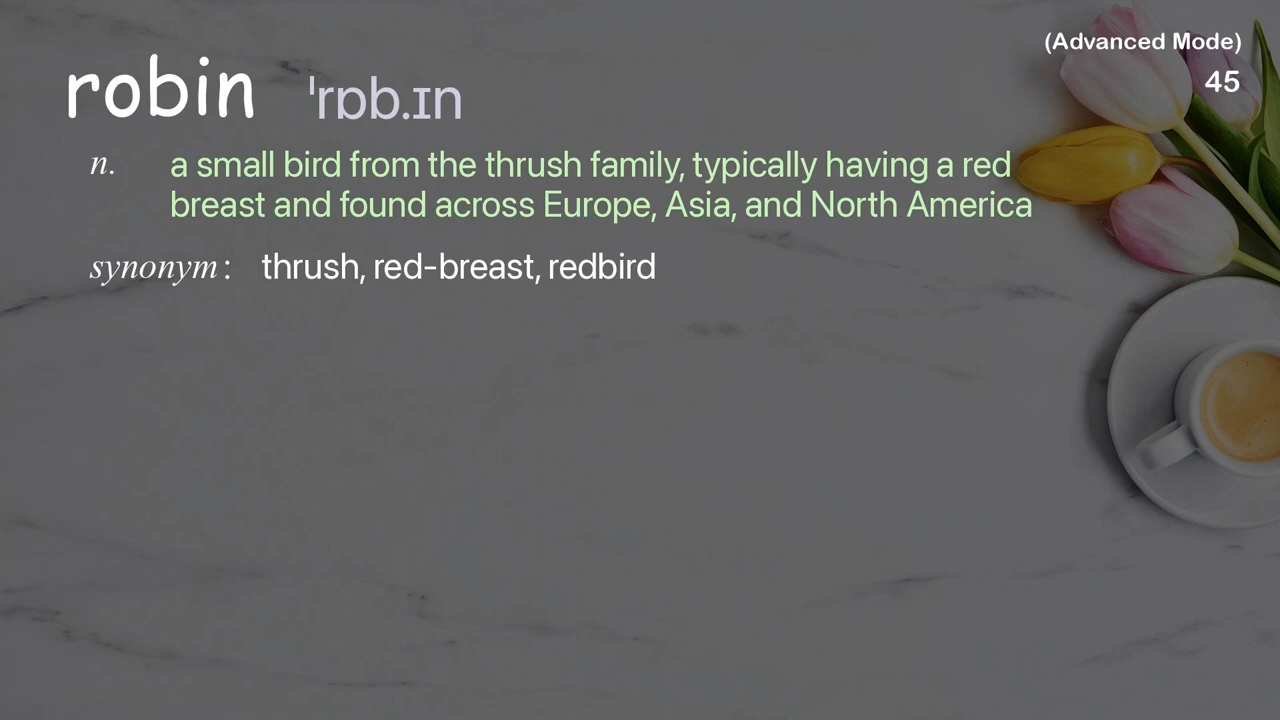 (Advanced Mode)
45
robin ˈrɒb.ɪn
n. a small bird from the thrush family, typically having a red
breast and found across Europe, Asia, and North America
synonym: thrush, red-breast, redbird